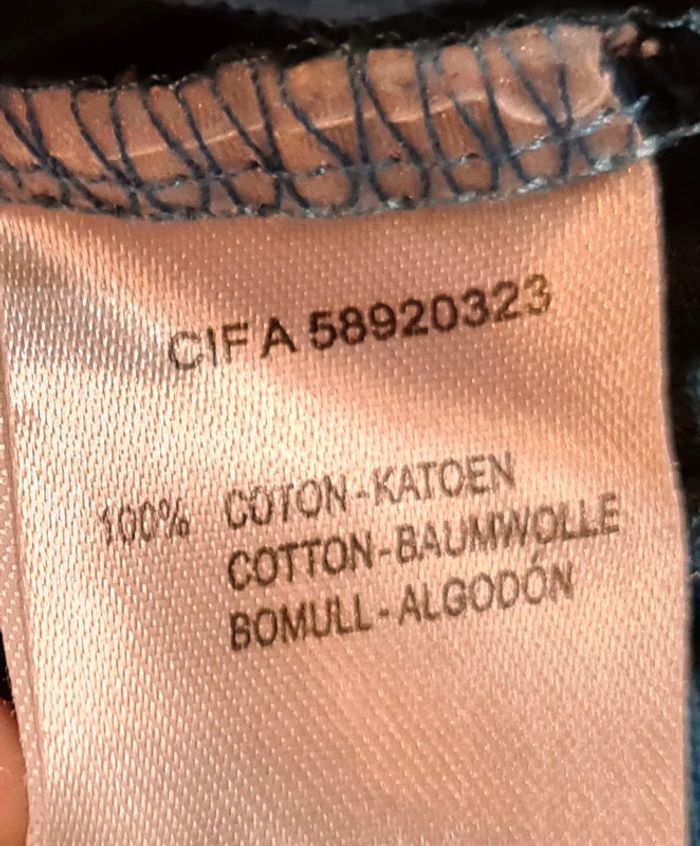 CIF A 58920323
100% COTON-KATOEN
COTTON-BAUMWOLLE
BOMULL-ALGODÓN